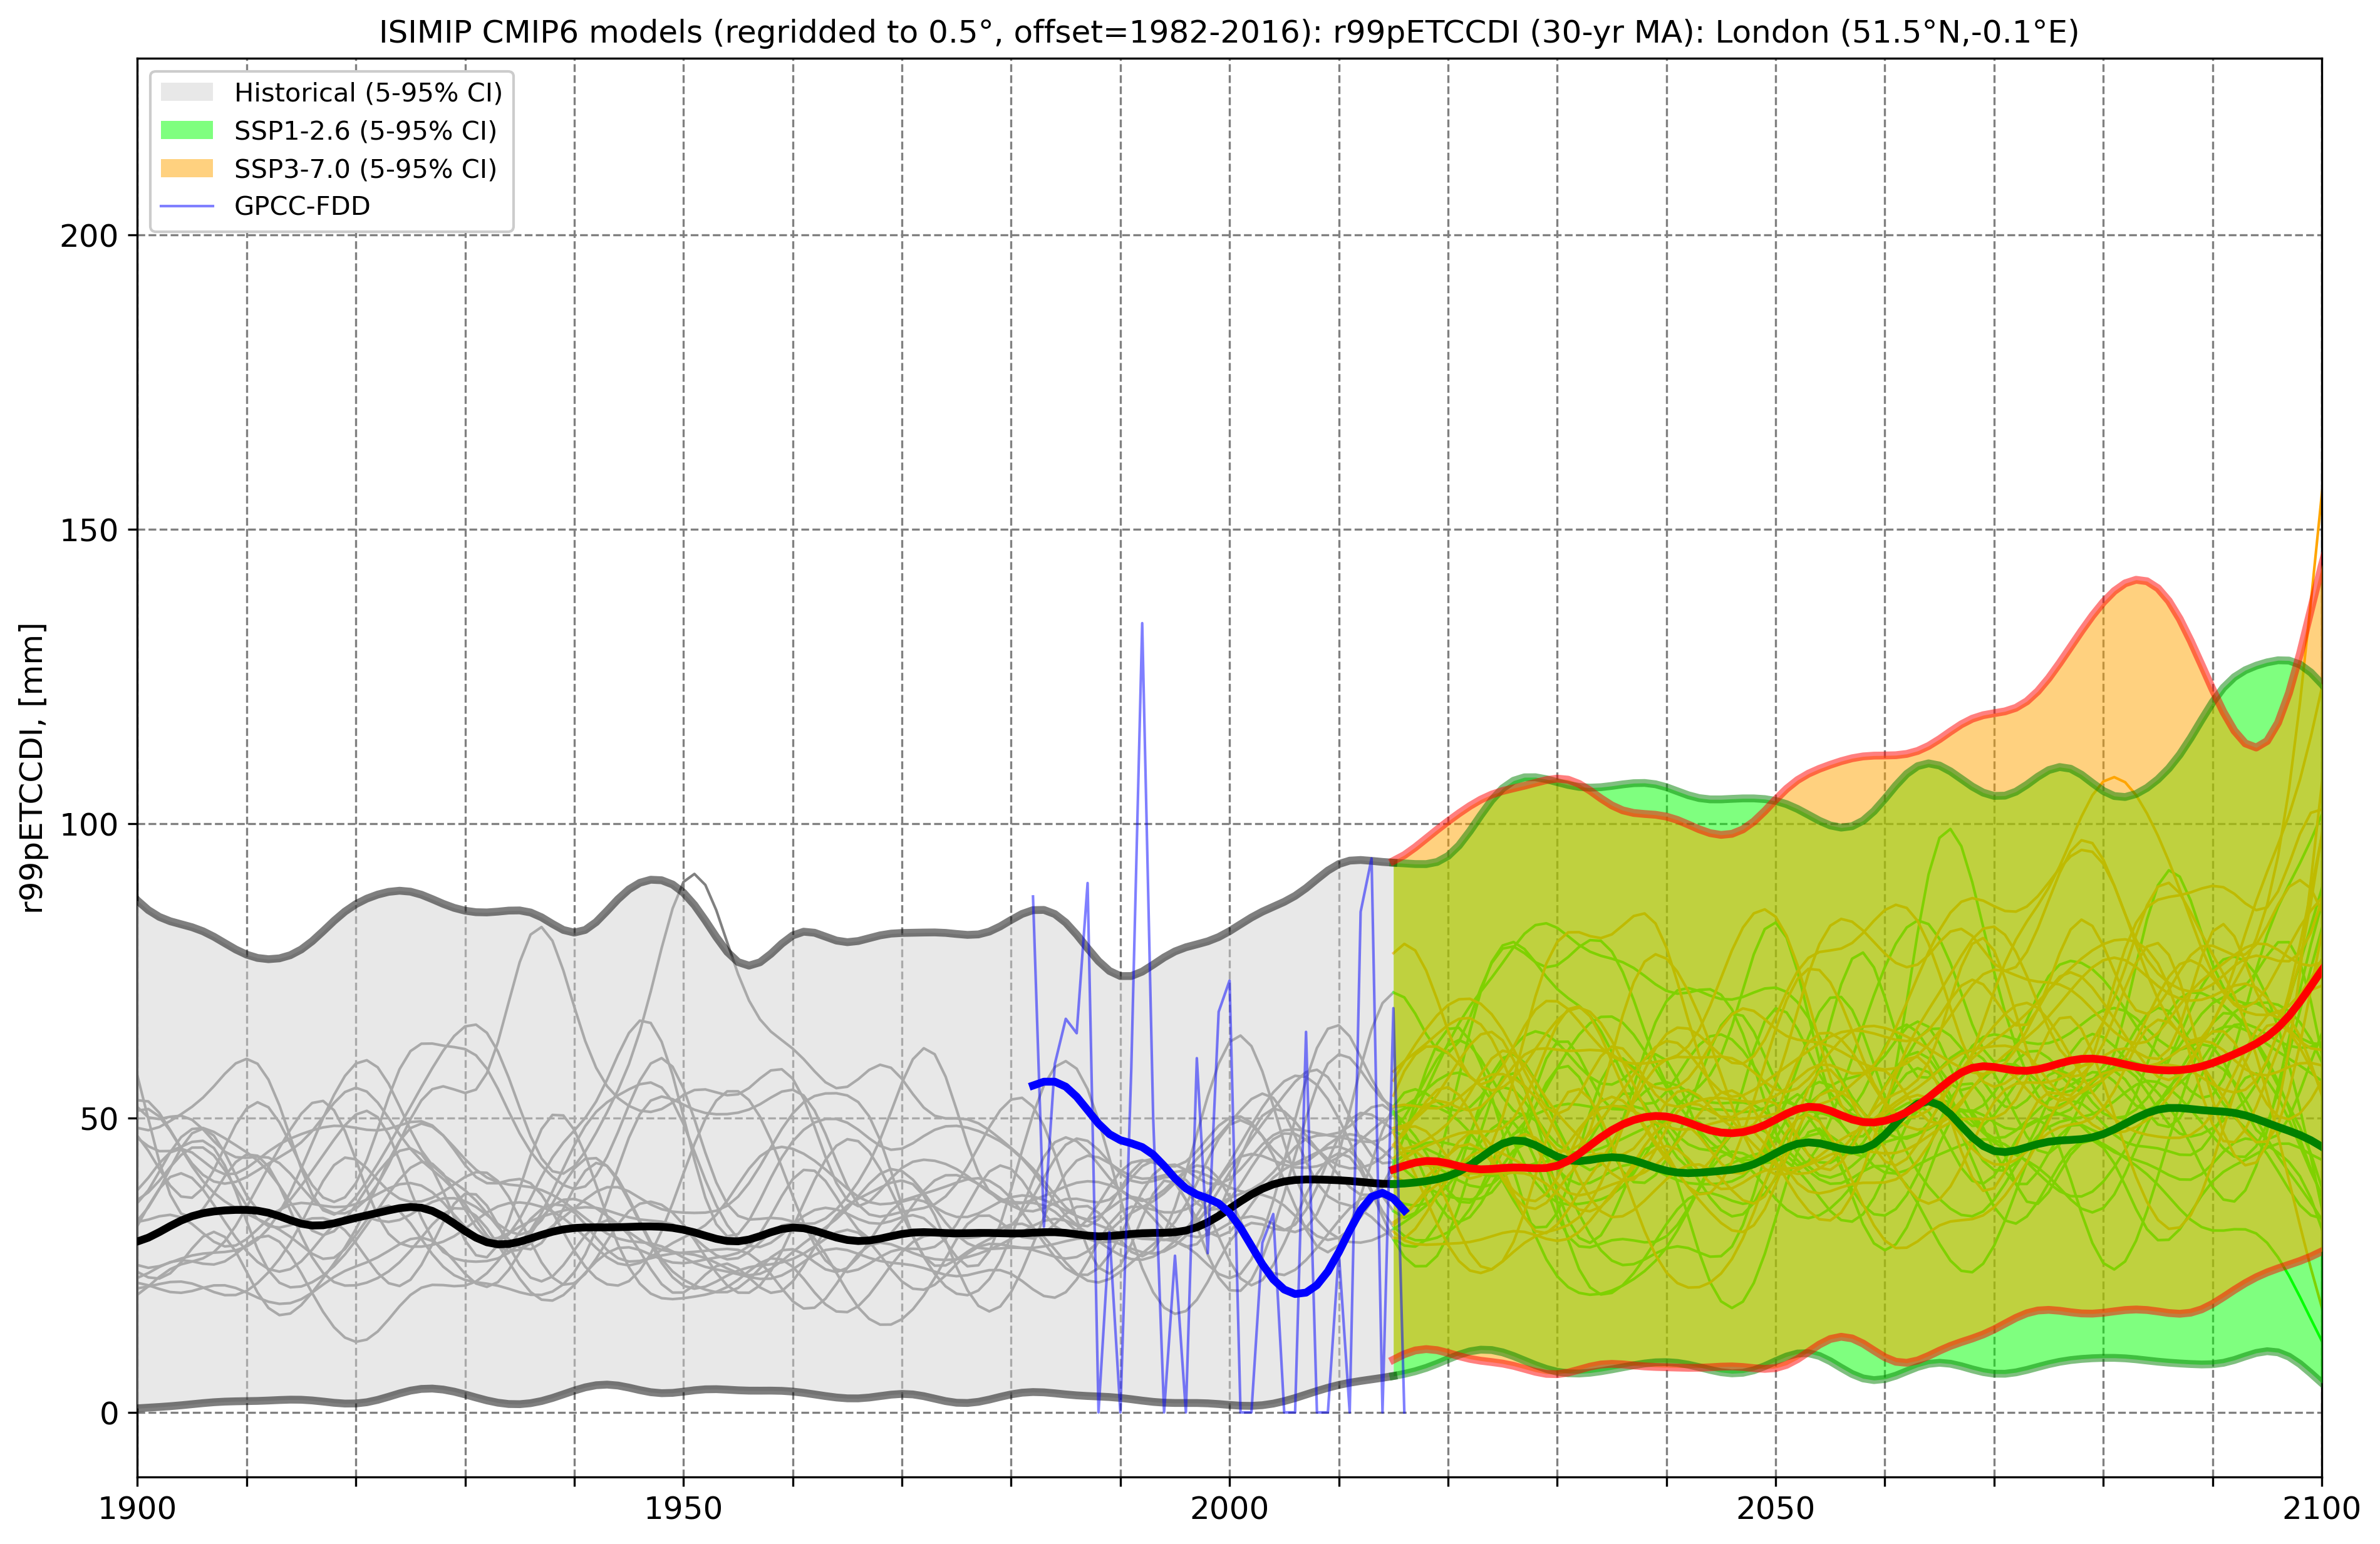 ISIMIP CMIP6 models (regridded to 0.5°, offset=1982-2016): r99pETCCDI (30-yr MA): London (51.5°N,-0.1°E)
Historical (5-95% CI)
SSP1-2.6 (5-95% CI)
SSP3-7.0 (5-95% CI)
GPCC-FDD
r99pETCCDI, [mm]
200
150
100
50
0
1900
1950
2000
2050
2100